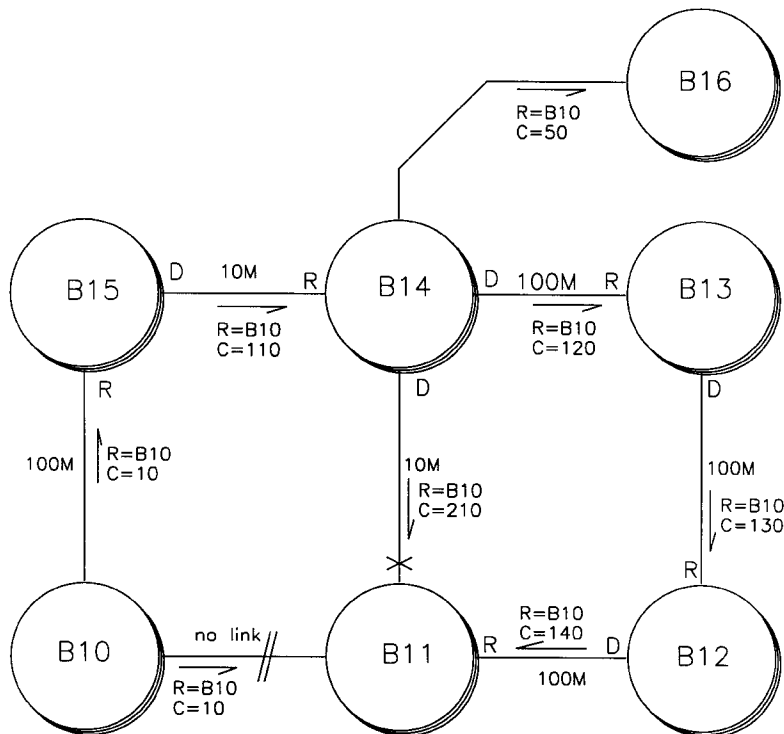 B16
R=B10
C=50
B15
D
10M
R
R=B10
C=110
B14
D
100M
R
R=B10
C=120
B13
R
100M
R=B10
C=10
D
10M
R=B10
C=210
D
100M
R=B10
C=130
R
B10
no link
R=B10
C=10
B11
R
R=B10
C=140
D
100M
B12